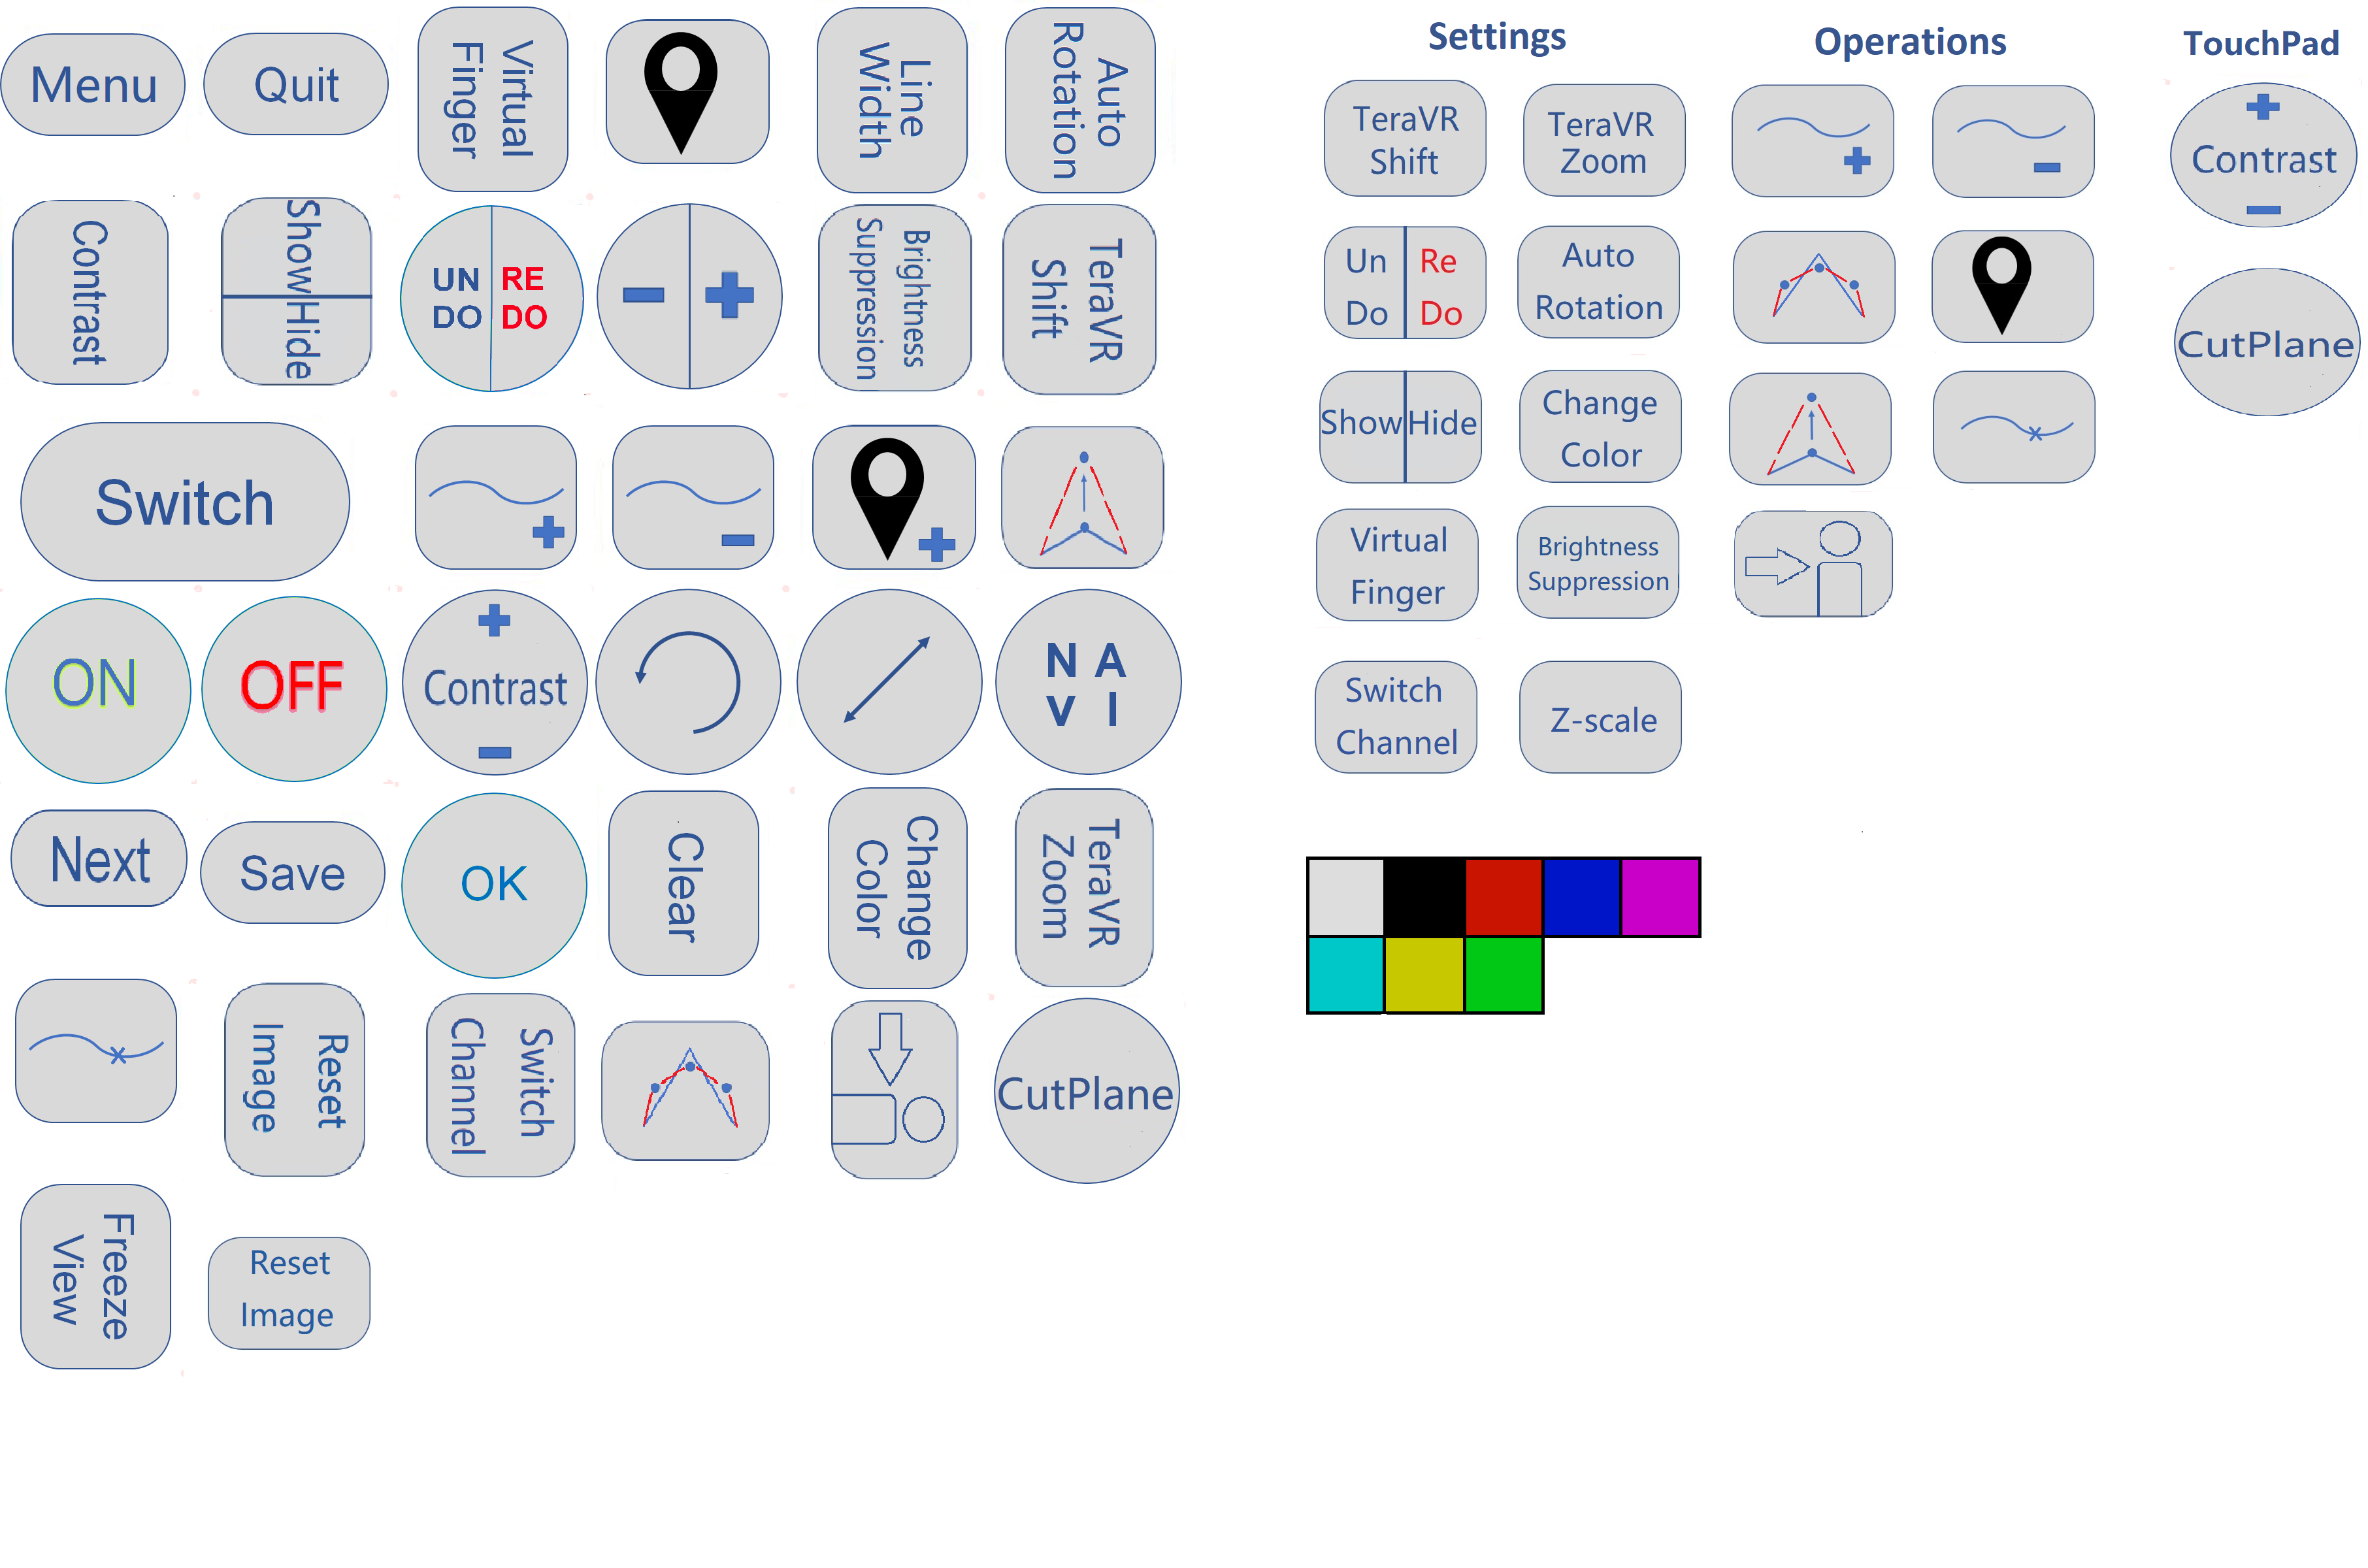 Menu
Quit
Virtual
Finger
Line
Width
Auto
Rotation
Contrast
Show
Hide
UN
DO
RE
DO
Brightness
Suppression
TeraVR
Shift
Switch
ON
OFF
Contrast
N A
V I
Next
Save
OK
Clear
Change
Color
TeraVR
Zoom
Reset
Image
Switch
Channel
CutPlane
Freeze
View
Reset
Image
Settings
TeraVR
Shift
TeraVR
Zoom
Un
Do
Re
Do
Auto
Rotation
Show
Hide
Change
Color
Virtual
Finger
Brightness
Suppression
Switch
Channel
Z-scale
Operations
TouchPad
Contrast
CutPlane